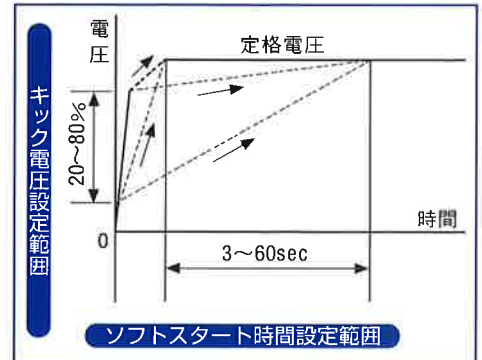 キック電圧設定範囲
電圧
定格電圧
20～80%
時間
0
3～60sec
ソフトスタート時間設定範囲